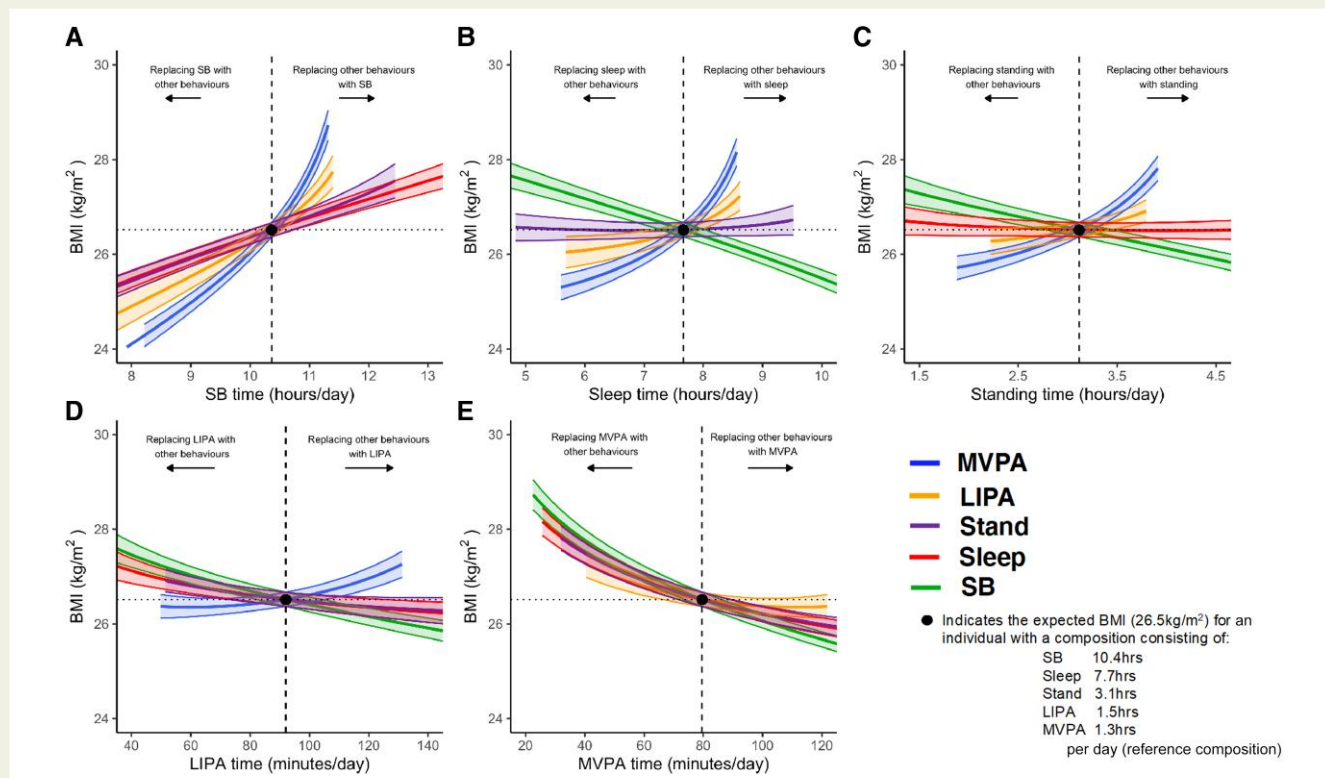 A
Replacing SB with
other behaviours
Replacing other behaviours
with SB
BMI (kg/m²)
30
28
26
24
8 9 10 11 12 13
SB time (hours/day)
B
Replacing sleep with
other behaviours
Replacing other behaviours
with sleep
BMI (kg/m²)
30
28
26
24
5 6 7 8 9 10
Sleep time (hours/day)
C
Replacing standing with
other behaviours
Replacing other behaviours
with standing
BMI (kg/m²)
30
28
26
24
1.5 2.5 3.5 4.5
Standing time (hours/day)
D
Replacing LIPA with
other behaviours
Replacing other behaviours
with LIPA
BMI (kg/m²)
30
28
26
24
40 60 80 100 120 140
LIPA time (minutes/day)
E
Replacing MVPA with
other behaviours
Replacing other behaviours
with MVPA
BMI (kg/m²)
30
28
26
24
20 40 60 80 100 120
MVPA time (minutes/day)
MVPA
LIPA
Stand
Sleep
SB
Indicates the expected BMI (26.5kg/m²) for an
individual with a composition consisting of:
SB 10.4hrs
Sleep 7.7hrs
Stand 3.1hrs
LIPA 1.5hrs
MVPA 1.3hrs
per day (reference composition)